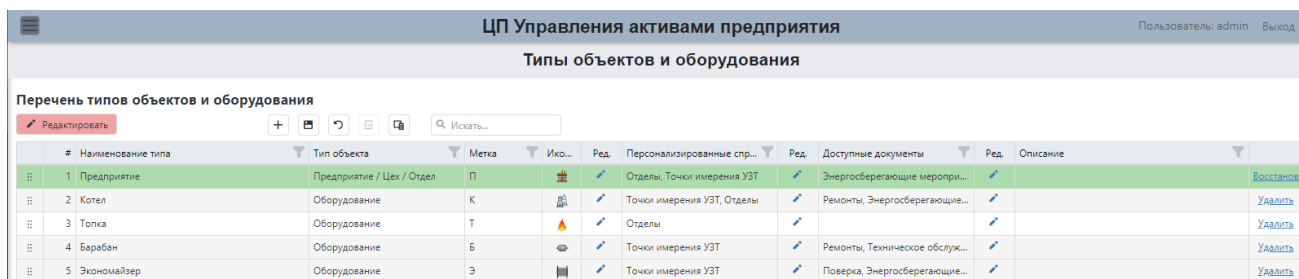 ЦП Управления активами предприятия Пользователь: admin Выход
Типы объектов и оборудования
Перечень типов объектов и оборудования
Редактировать Искать...
# Наименование типа Тип объекта Метка Ико... Ред. Персонализированные спр... Ред. Доступные документы Ред. Описание
1 Предприятие Предприятие / Цех / Отдел П Отделы, Точки имерения УЗТ Энергосберегающие меропри... Восстанов
2 Котел Оборудование К Точки имерения УЗТ, Отделы Ремонты, Энергосберегающие... Удалить
3 Топка Оборудование Т Отделы Удалить
4 Барабан Оборудование Б Точки имерения УЗТ Ремонты, Техническое обслуж... Удалить
5 Экономайзер Оборудование Э Точки имерения УЗТ Поверка, Энергосберегающие... Удалить